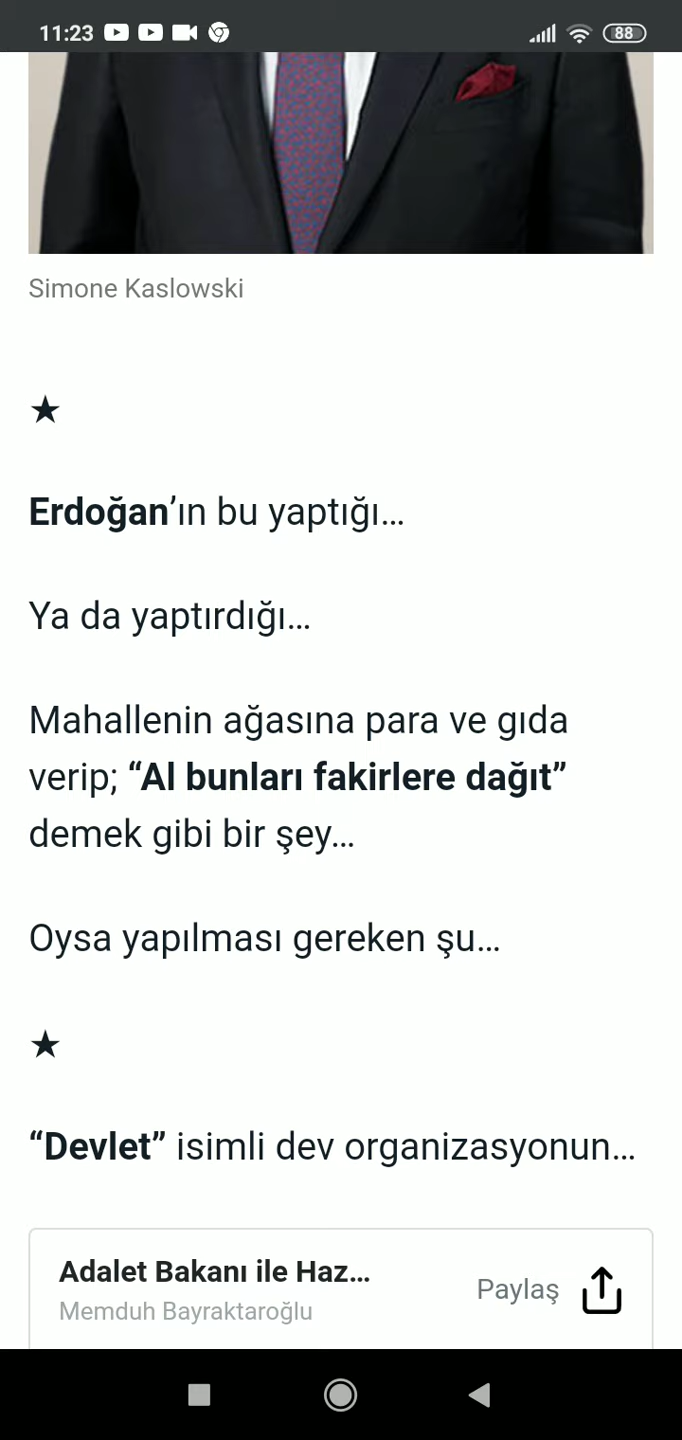 11:23
88
Simone Kaslowski
★
Erdoğan’ın bu yaptığı...
Ya da yaptırdığı...
Mahallenin ağasına para ve gıda
verip; “Al bunları fakirlere dağıt”
demek gibi bir şey...
Oysa yapılması gereken şu...
★
“Devlet” isimli dev organizasyonun...
Adalet Bakanı ile Haz...
Paylaş
Memduh Bayraktaroğlu